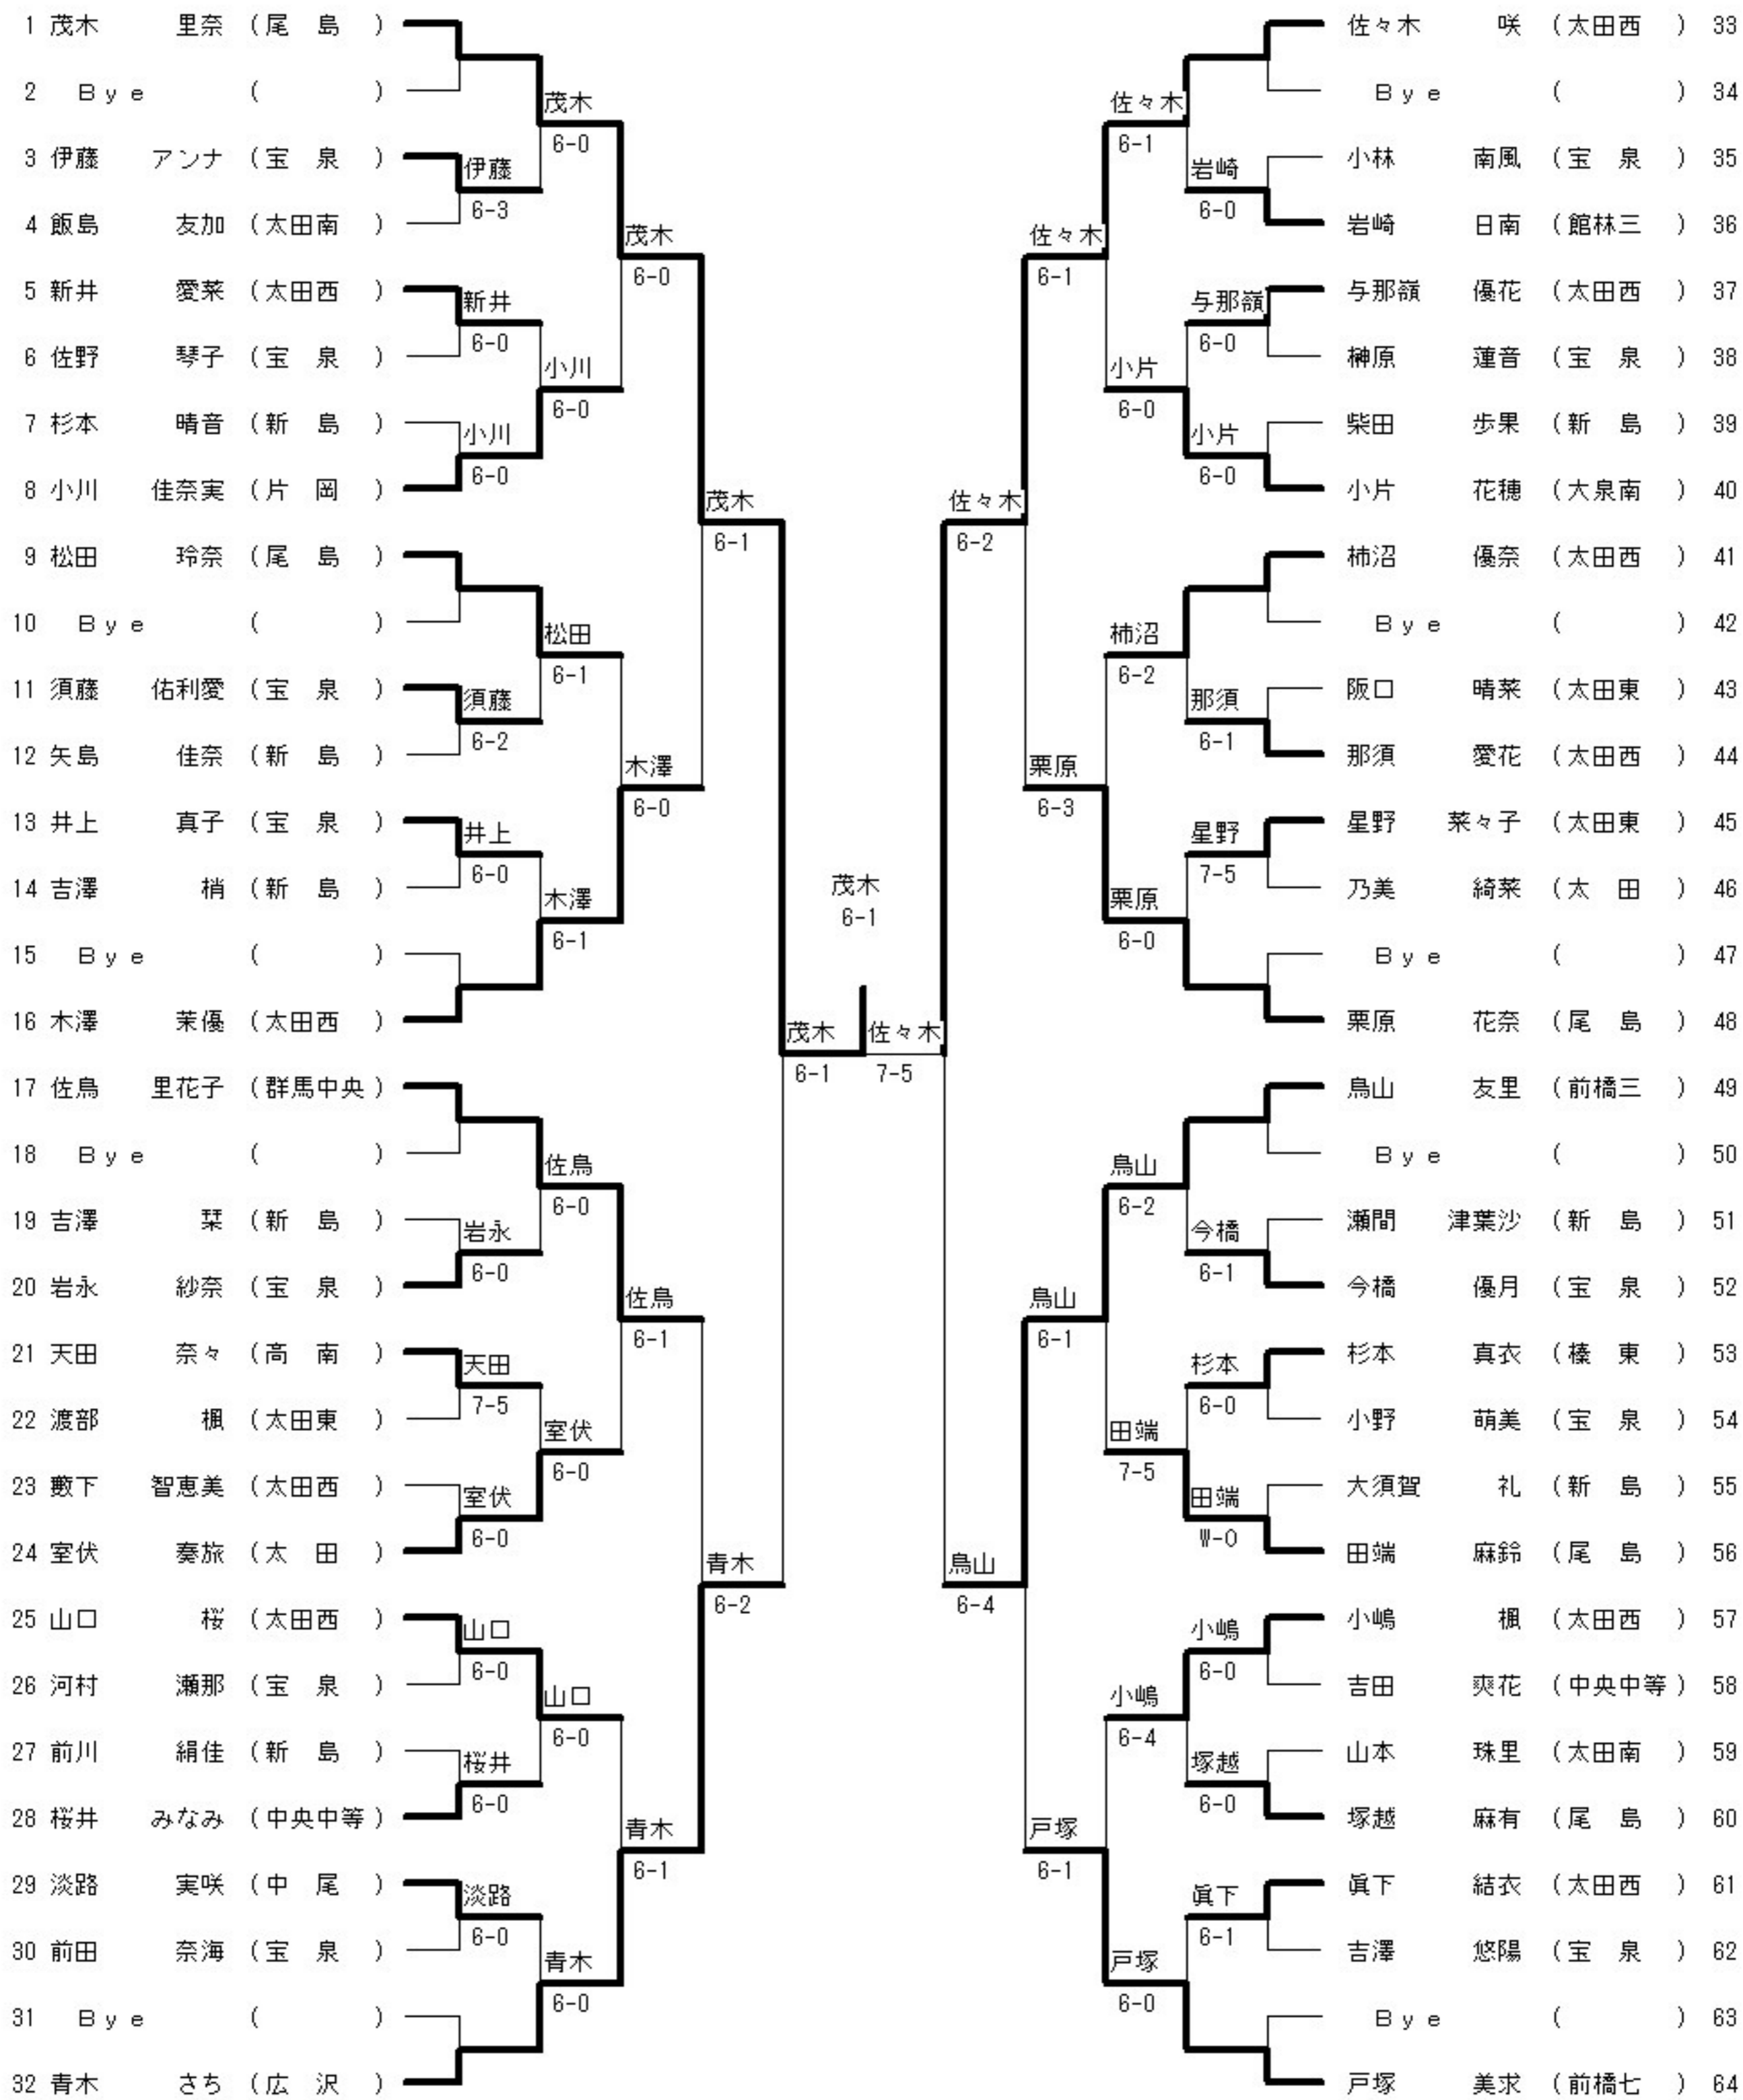 1 茂木 里奈 (尾 島 )
2 Bye ( )
茂木
6-0
3 伊藤 アンナ (宝 泉 )
伊藤
6-3
4 飯島 友加 (太田南 )
茂木
6-0
5 新井 愛菜 (太田西 )
新井
6-0
6 佐野 琴子 (宝 泉 )
小川
6-0
7 杉本 晴音 (新 島 )
小川
6-0
8 小川 佳奈実 (片 岡 )
茂木
6-1
9 松田 玲奈 (尾 島 )
10 Bye ( )
松田
6-1
11 須藤 佑利愛 (宝 泉 )
須藤
6-2
12 矢島 佳奈 (新 島 )
木澤
6-0
13 井上 真子 (宝 泉 )
井上
6-0
14 吉澤 梢 (新 島 )
木澤
6-1
15 Bye ( )
16 木澤 茉優 (太田西 )
茂木
6-1
17 佐鳥 里花子 (群馬中央)
18 Bye ( )
佐鳥
6-0
19 吉澤 栞 (新 島 )
岩永
6-0
20 岩永 紗奈 (宝 泉 )
佐鳥
6-1
21 天田 奈々 (高 南 )
天田
7-5
22 渡部 楓 (太田東 )
室伏
6-0
23 藪下 智恵美 (太田西 )
室伏
6-0
24 室伏 奏旅 (太 田 )
青木
6-2
25 山口 桜 (太田西 )
山口
6-0
26 河村 瀬那 (宝 泉 )
山口
6-0
27 前川 絹佳 (新 島 )
桜井
6-0
28 桜井 みなみ (中央中等)
青木
6-1
29 淡路 実咲 (中 尾 )
淡路
6-0
30 前田 奈海 (宝 泉 )
青木
6-0
31 Bye ( )
32 青木 さち (広 沢 )
茂木
6-1
佐々木 咲 (太田西 ) 33
Bye ( ) 34
佐々木
6-1
小林 南風 (宝 泉 ) 35
岩崎
6-0
岩崎 日南 (館林三 ) 36
佐々木
6-1
与那嶺 優花 (太田西 ) 37
与那嶺
6-0
榊原 蓮音 (宝 泉 ) 38
小片
6-0
柴田 歩果 (新 島 ) 39
小片
6-0
小片 花穂 (大泉南 ) 40
佐々木
6-2
柿沼 優奈 (太田西 ) 41
Bye ( ) 42
柿沼
6-2
阪口 晴菜 (太田東 ) 43
那須
6-1
那須 愛花 (太田西 ) 44
栗原
6-3
星野 菜々子 (太田東 ) 45
星野
7-5
乃美 綺菜 (太 田 ) 46
栗原
6-0
Bye ( ) 47
栗原 花奈 (尾 島 ) 48
佐々木
7-5
鳥山 友里 (前橋三 ) 49
Bye ( ) 50
鳥山
6-2
瀬間 津葉沙 (新 島 ) 51
今橋
6-1
今橋 優月 (宝 泉 ) 52
鳥山
6-1
杉本 真衣 (榛 東 ) 53
杉本
6-0
小野 萌美 (宝 泉 ) 54
田端
7-5
大須賀 礼 (新 島 ) 55
田端
W-O
田端 麻鈴 (尾 島 ) 56
鳥山
6-4
小嶋 楓 (太田西 ) 57
小嶋
6-0
吉田 爽花 (中央中等) 58
小嶋
6-4
山本 珠里 (太田南 ) 59
塚越
6-0
塚越 麻有 (尾 島 ) 60
戸塚
6-1
眞下 結衣 (太田西 ) 61
眞下
6-1
吉澤 悠陽 (宝 泉 ) 62
戸塚
6-0
Bye ( ) 63
戸塚 美求 (前橋七 ) 64